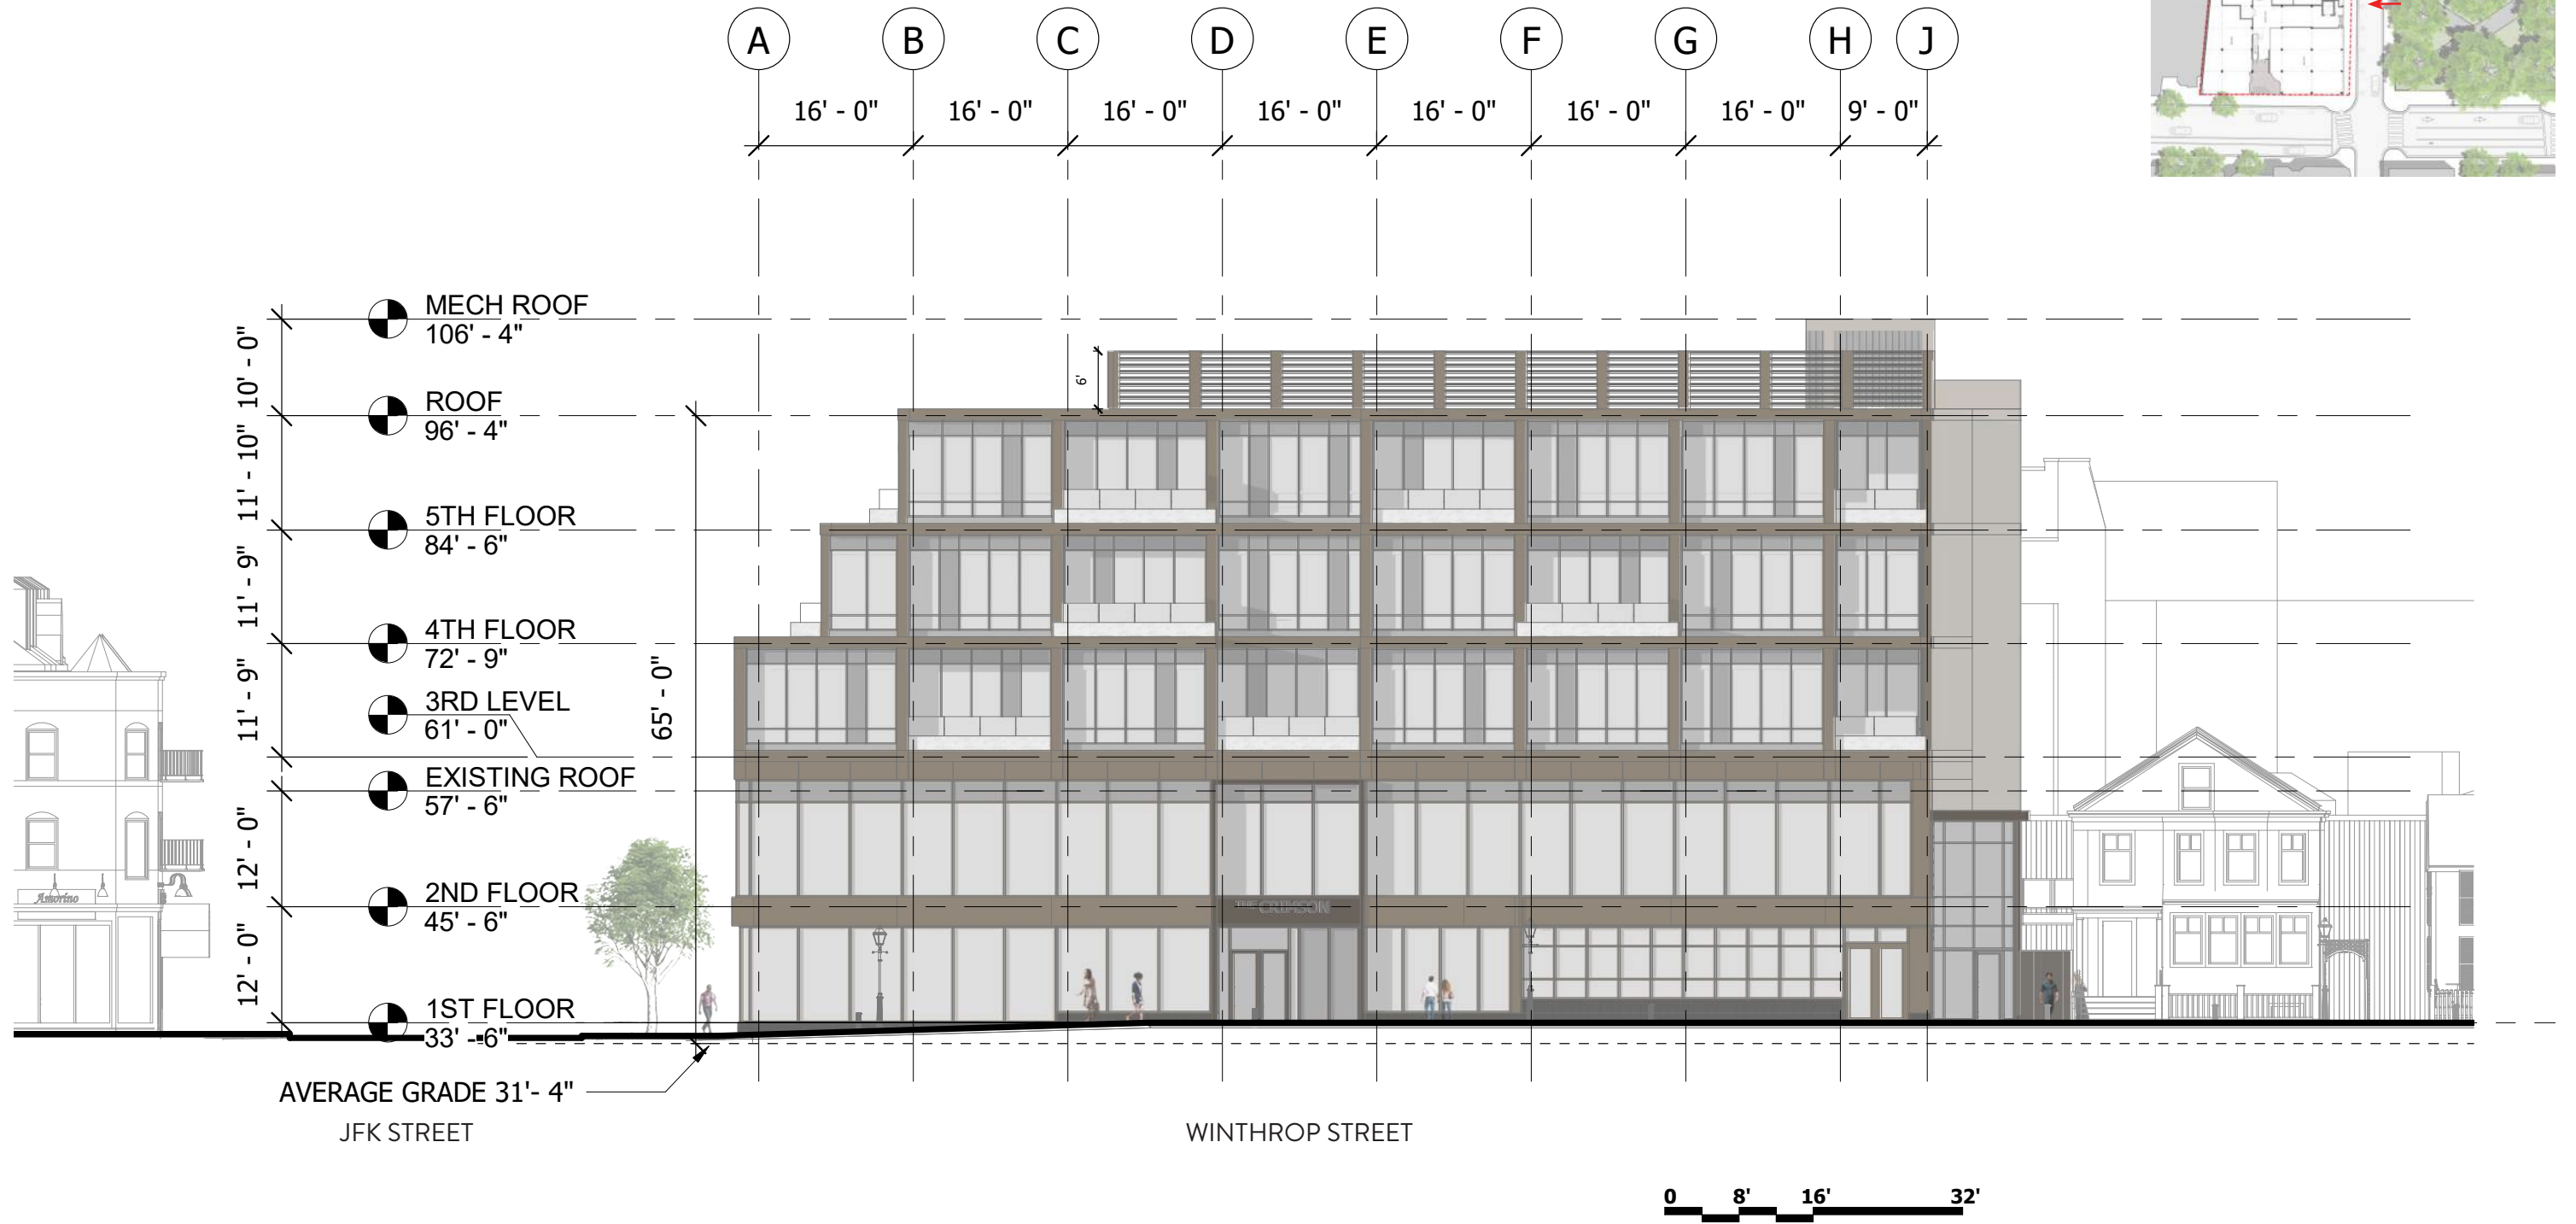 A B C D E F G H J
16' - 0" 16' - 0" 16' - 0" 16' - 0" 16' - 0" 16' - 0" 16' - 0" 9' - 0"
MECH ROOF
106' - 4"
10' - 0"
6'
ROOF
96' - 4"
11' - 10"
5TH FLOOR
84' - 6"
11' - 9"
4TH FLOOR
72' - 9"
11' - 9"
3RD LEVEL
61' - 0"
65' - 0"
EXISTING ROOF
57' - 6"
12' - 0"
2ND FLOOR
45' - 6"
Amorino
THE CRIMSON
12' - 0"
1ST FLOOR
33' - 6"
AVERAGE GRADE 31'- 4"
JFK STREET
WINTHROP STREET
0 8' 16' 32'